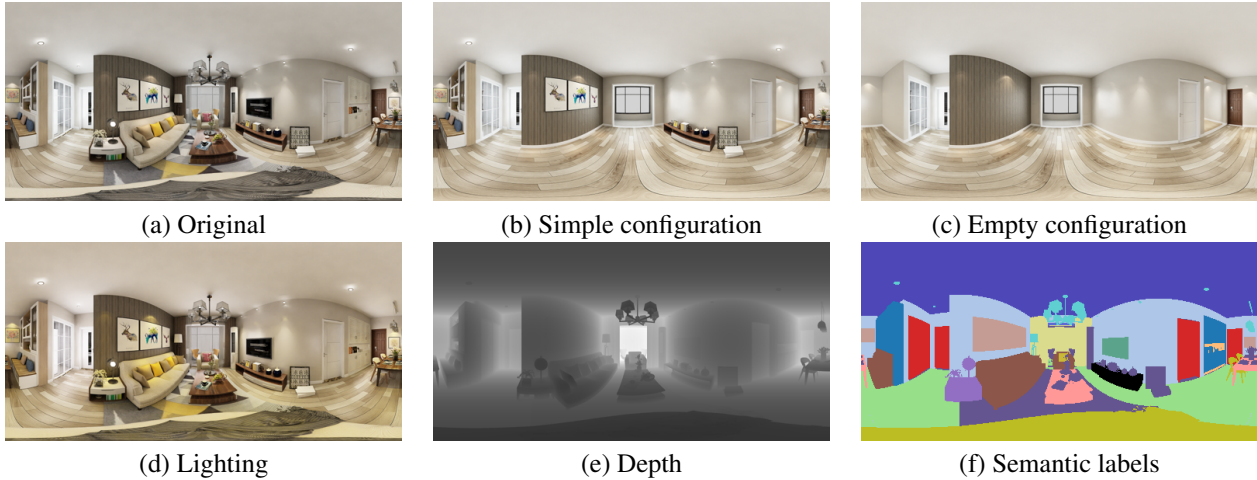 (a) Original
(b) Simple configuration
(c) Empty configuration
(d) Lighting
(e) Depth
(f) Semantic labels